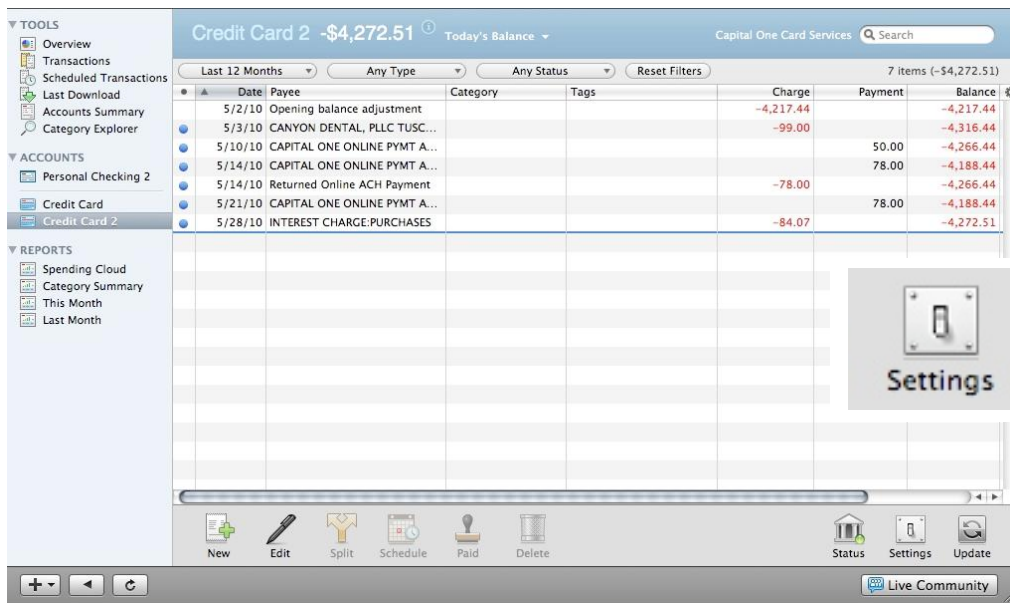 TOOLS
Overview
Transactions
Scheduled Transactions
Last Download
Accounts Summary
Category Explorer
ACCOUNTS
Personal Checking 2
Credit Card
Credit Card 2
REPORTS
Spending Cloud
Category Summary
This Month
Last Month
Credit Card 2 -$4,272.51 Today's Balance Capital One Card Services Search
Last 12 Months Any Type Any Status Reset Filters 7 items (-$4,272.51)
Date Payee Category Tags Charge Payment Balance
5/2/10 Opening balance adjustment -4,217.44 -4,217.44
5/3/10 CANYON DENTAL, PLLC TUSC... -99.00 -4,316.44
5/10/10 CAPITAL ONE ONLINE PYMT A... 50.00 -4,266.44
5/14/10 CAPITAL ONE ONLINE PYMT A... 78.00 -4,188.44
5/14/10 Returned Online ACH Payment -78.00 -4,266.44
5/21/10 CAPITAL ONE ONLINE PYMT A... 78.00 -4,188.44
5/28/10 INTEREST CHARGE:PURCHASES -84.07 -4,272.51
Settings
New Edit Split Schedule Paid Delete Status Settings Update
Live Community